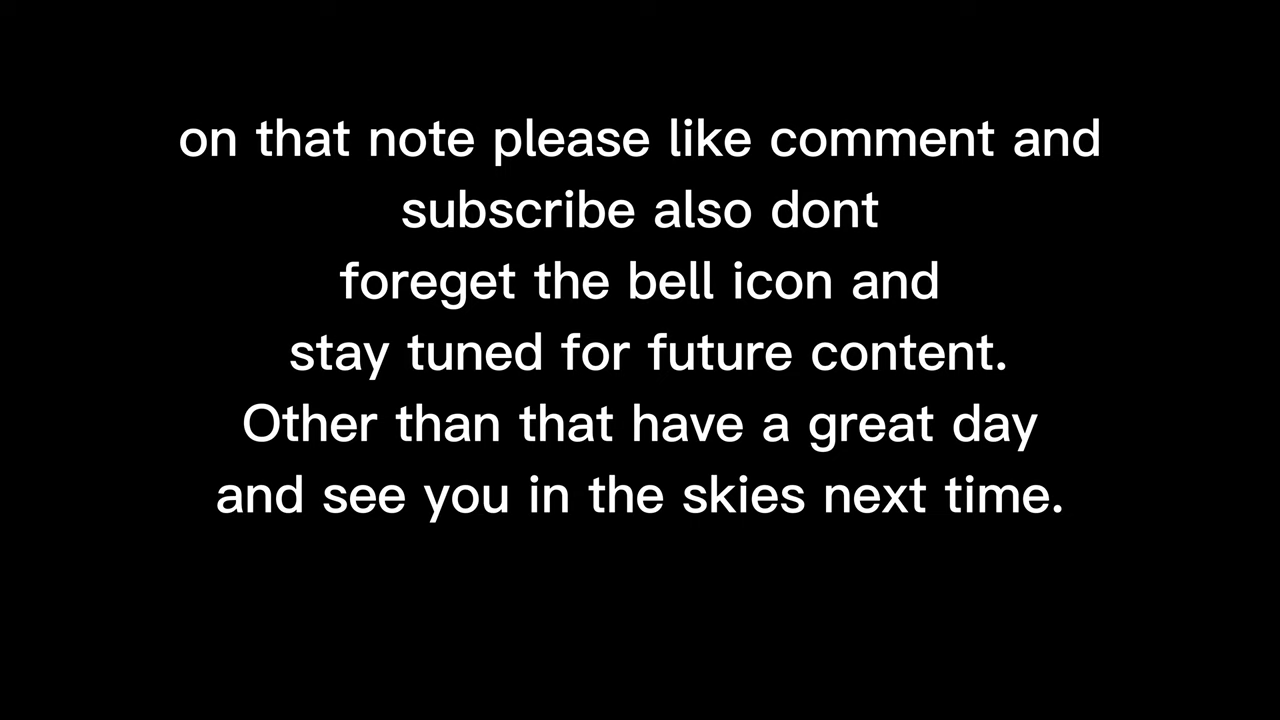 on that note please like comment and
subscribe also dont
foreget the bell icon and
stay tuned for future content.
Other than that have a great day
and see you in the skies next time.